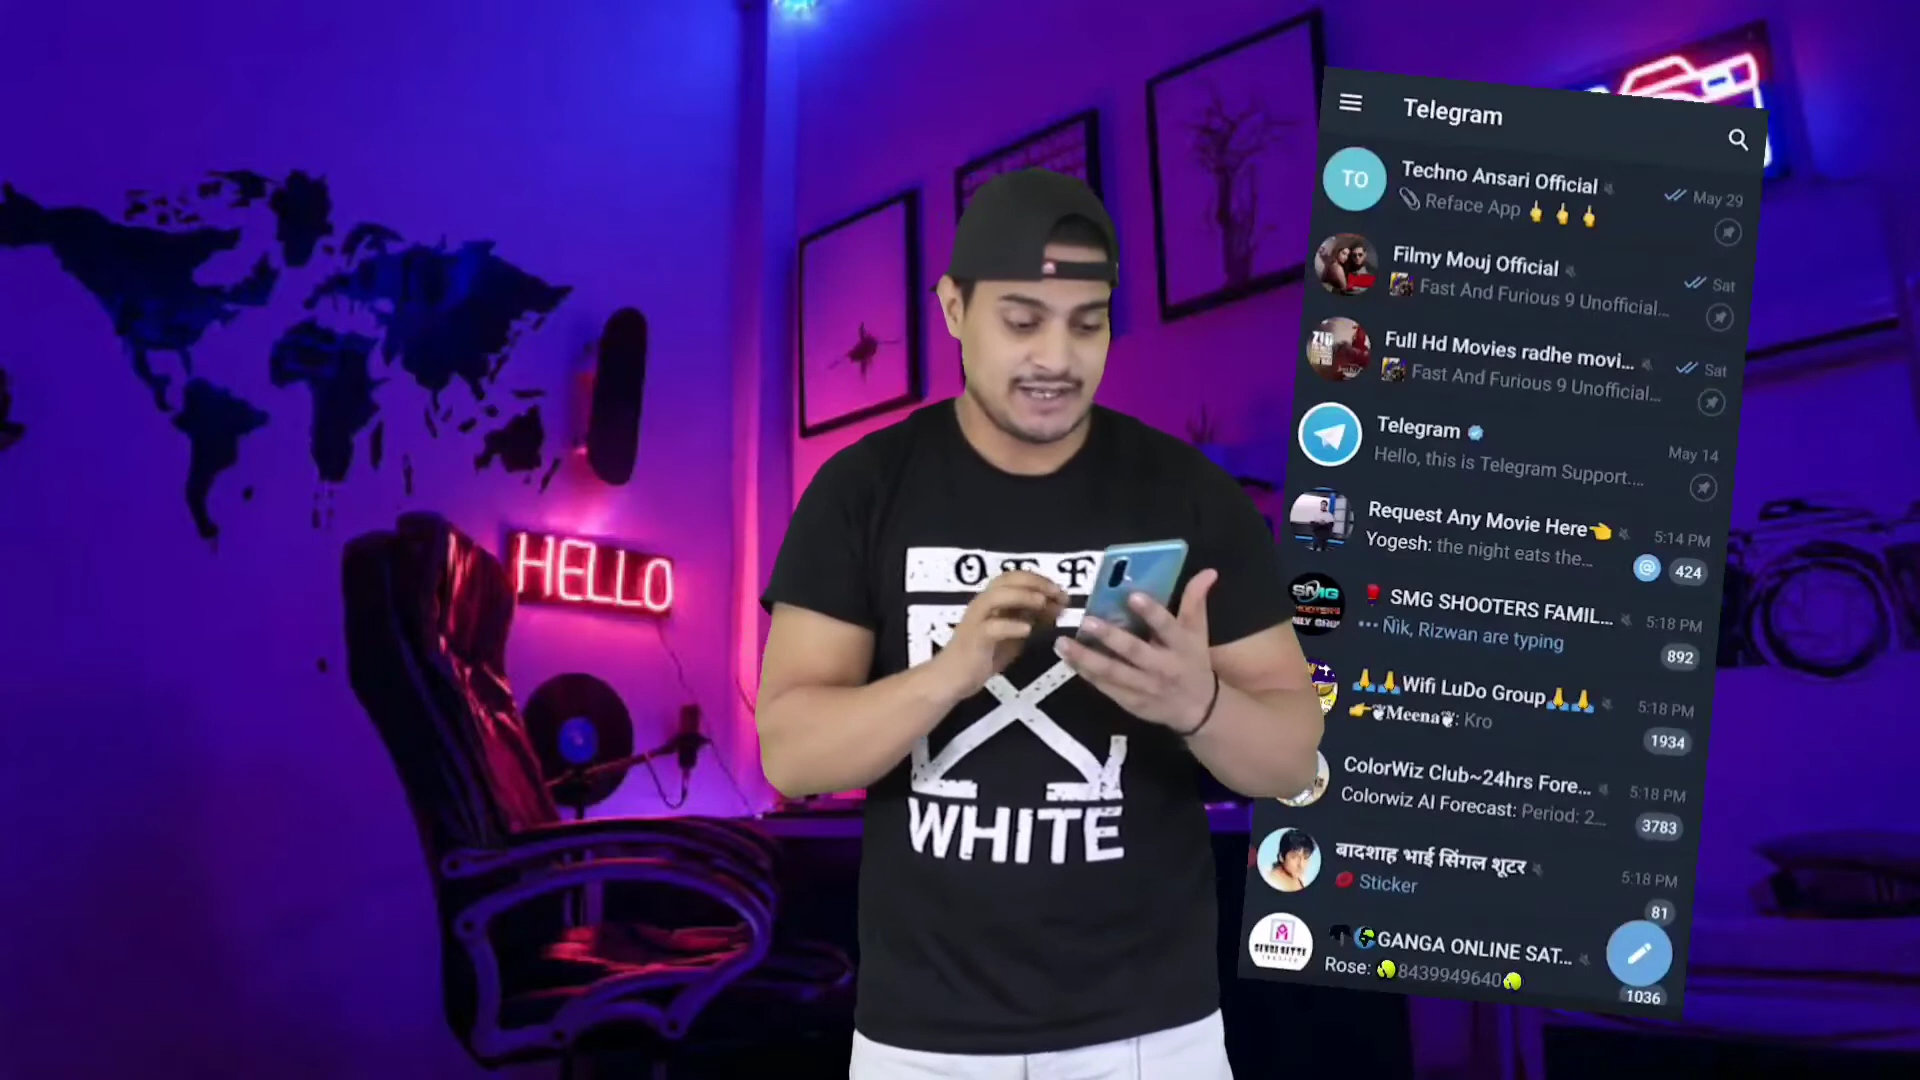 Telegram
TO
Techno Ansari Official
May 29
Reface App 👆 👆 👆
Filmy Mouj Official
Sat
Fast And Furious 9 Unofficial...
ZID
Full Hd Movies radhe movi...
Sat
Fast And Furious 9 Unofficial...
Telegram
May 14
Hello, this is Telegram Support....
Request Any Movie Here👈
5:14 PM
Yogesh: the night eats the...
@ 424
SMG
🌹 SMG SHOOTERS FAMIL...
5:18 PM
Ñik, Rizwan are typing
892
🙏🙏Wifi LuDo Group🙏🙏
5:18 PM
👉❦Meena❦: Kro
1934
ColorWiz Club~24hrs Fore...
5:18 PM
Colorwiz AI Forecast: Period: 2...
3783
बादशाह भाई सिंगल शूटर
5:18 PM
💋 Sticker
81
🌴🌍GANGA ONLINE SAT...
Rose: 8439949640
1036
HELLO
OFF
WHITE